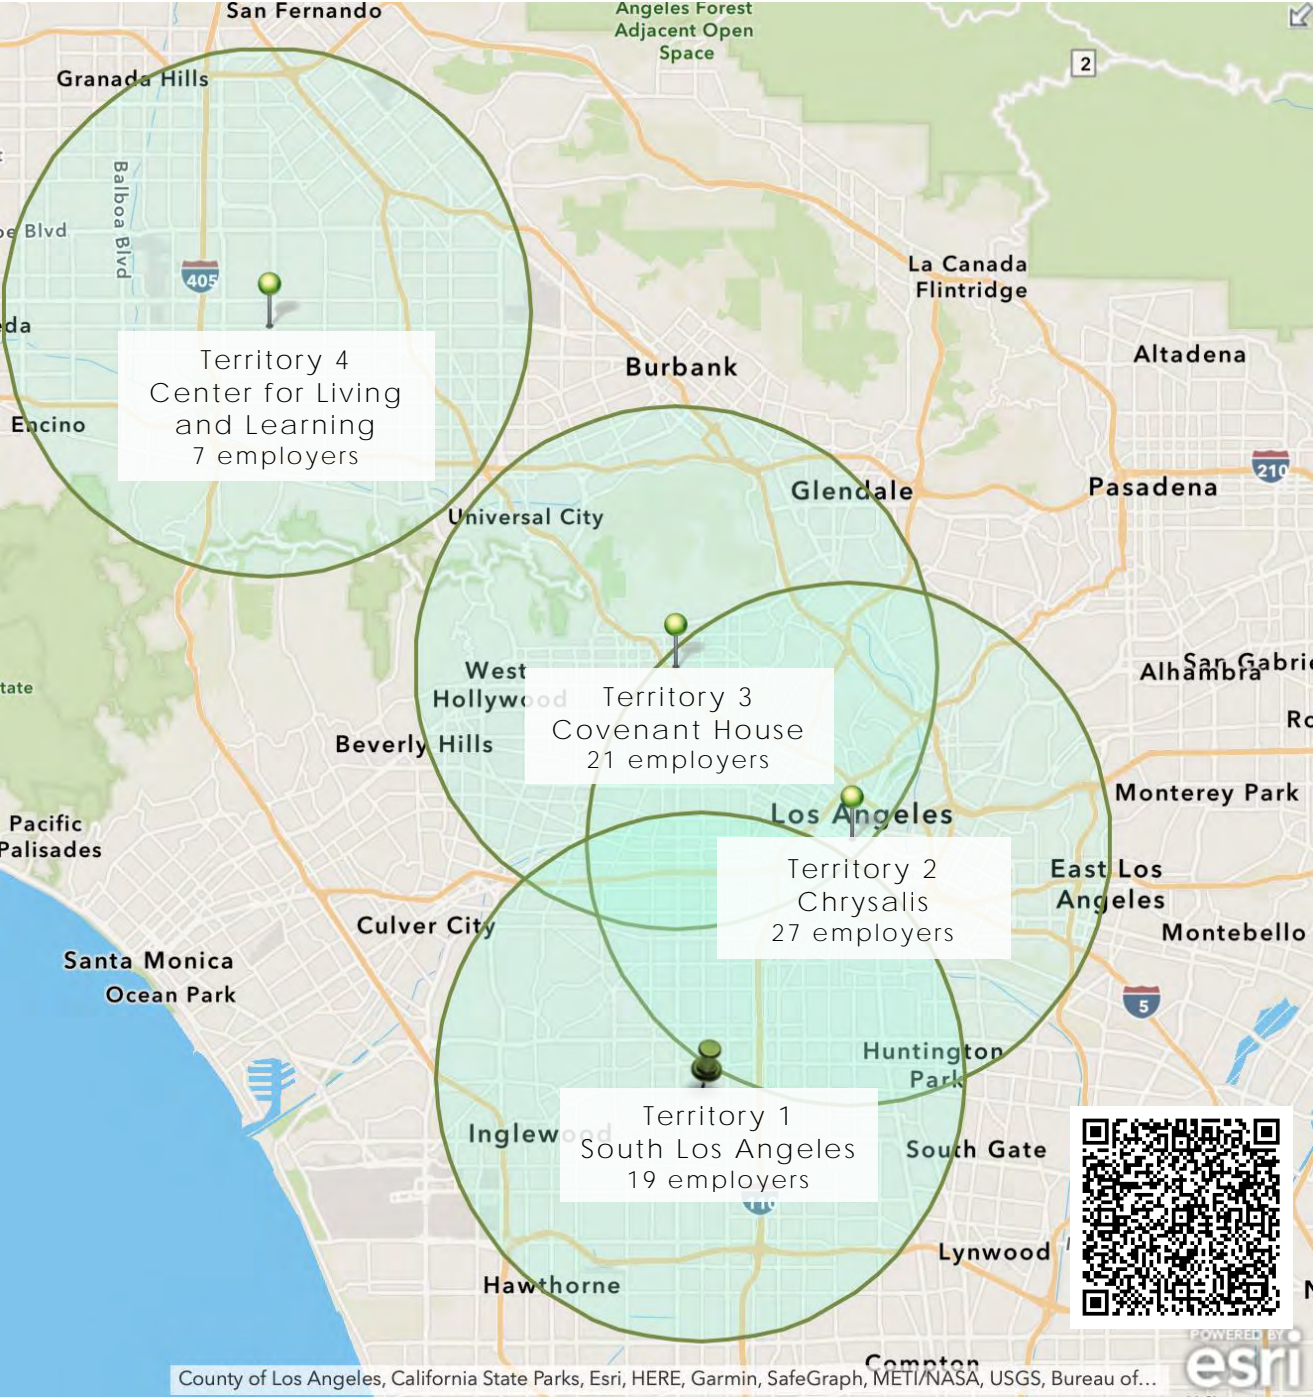 San Fernando
Angeles Forest
Adjacent Open
Space
2
Granada Hills
Balboa Blvd
Blvd
405
La Canada
Flintridge
Territory 4
Center for Living
and Learning
7 employers
Burbank
Altadena
Encino
210
Glendale
Pasadena
Universal City
West
Hollywood
Alhambra
Beverly Hills
Territory 3
Covenant House
21 employers
Monterey Park
Los Angeles
Pacific
Palisades
Territory 2
Chrysalis
27 employers
East Los
Angeles
Culver City
Montebello
Santa Monica
Ocean Park
5
Huntington
Park
Territory 1
South Los Angeles
19 employers
Inglewood
South Gate
110
Lynwood
Hawthorne
Compton
POWERED BY
esri
County of Los Angeles, California State Parks, Esri, HERE, Garmin, SafeGraph, METI/NASA, USGS, Bureau of...